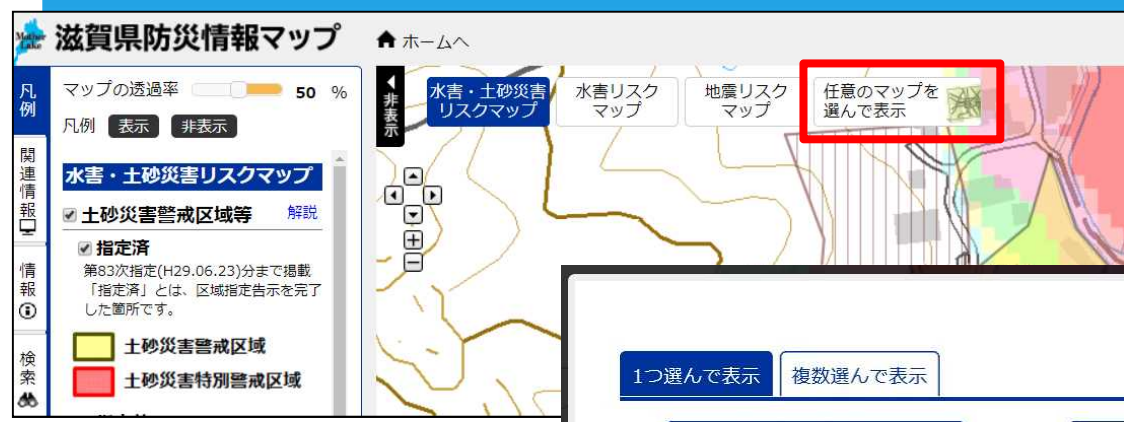 Mother Lake
滋賀県防災情報マップ
ホームへ
凡例
関連情報
情報
検索
マップの透過率 50 %
凡例 表示 非表示
水害・土砂災害リスクマップ
土砂災害警戒区域等 解説
指定済
第83次指定(H29.06.23)分まで掲載
「指定済」とは、区域指定告示を完了
した箇所です。
土砂災害警戒区域
土砂災害特別警戒区域
非表示
水害・土砂災害
リスクマップ
水害リスク
マップ
地震リスク
マップ
任意のマップを
選んで表示
1つ選んで表示
複数選んで表示